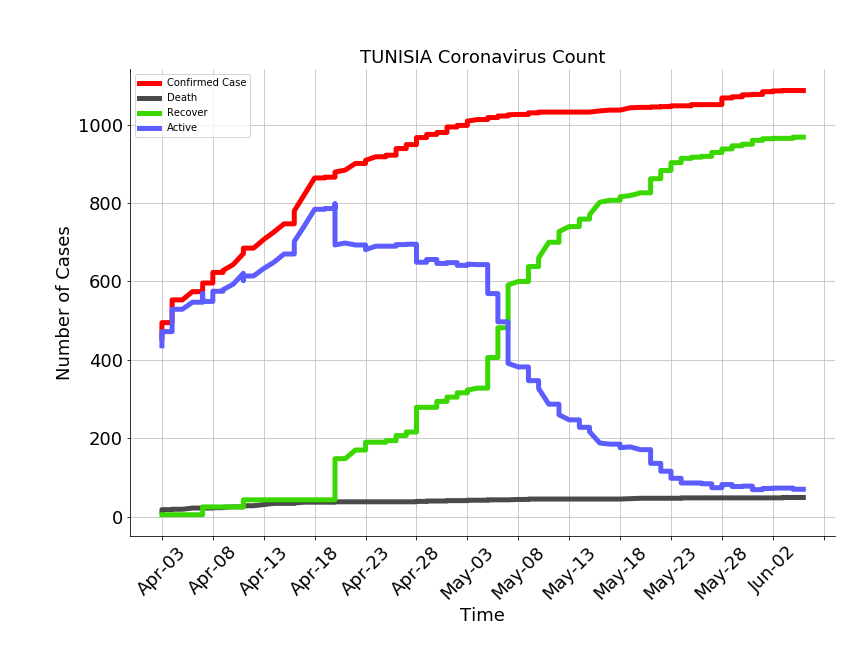 TUNISIA Coronavirus Count
Confirmed Case
Death
Recover
Active
Number of Cases
1000
800
600
400
200
0
Apr-03
Apr-08
Apr-13
Apr-18
Apr-23
Apr-28
May-03
May-08
May-13
May-18
May-23
May-28
Jun-02
Time